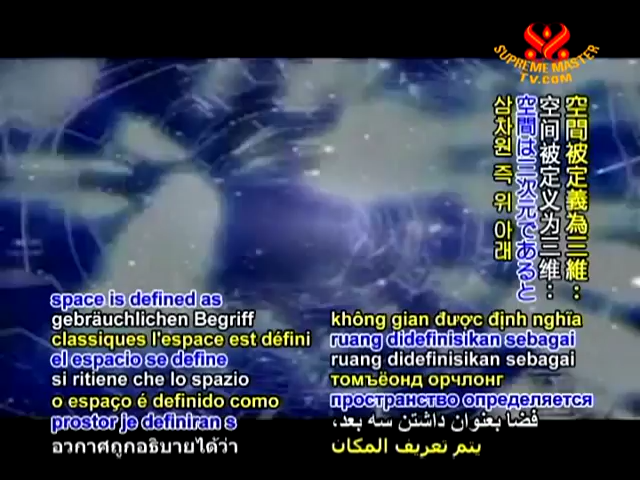 SUPREME MASTER
TV.COM
空間被定義為三維：
空间被定义为三维：
空間は三次元であると
삼차원 즉 위 아래
space is defined as
gebräuchlichen Begriff
classiques l'espace est défini
el espacio se define
si ritiene che lo spazio
o espaço é definido como
prostor je definiran s
อวกาศถูกอธิบายได้ว่า
không gian được định nghĩa
ruang didefinisikan sebagai
ruang didefinisikan sebagai
томъёонд орчлонг
пространство определяется
فضا بعنوان داشتن سه بعد،
يتم تعريف المكان